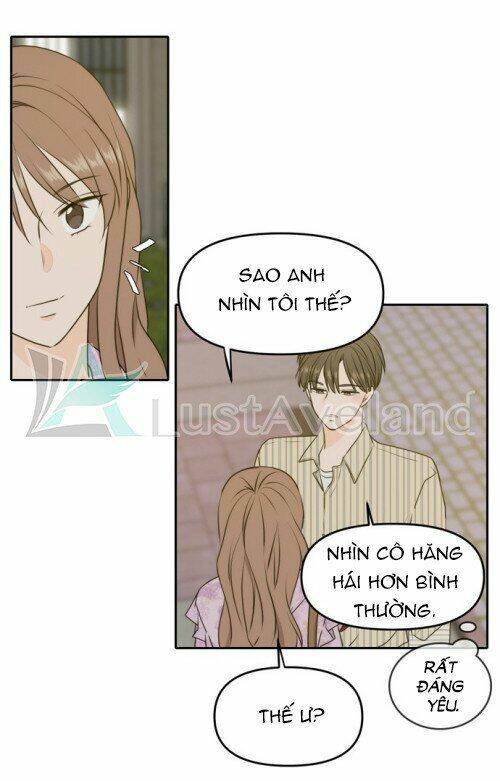 SAO ANH
NHÌN TÔI THẾ?
LustAveland
NHÌN CÔ HĂNG
HÁI HƠN BÌNH
THƯỜNG.
RẤT
ĐÁNG
YÊU.
THẾ Ư?